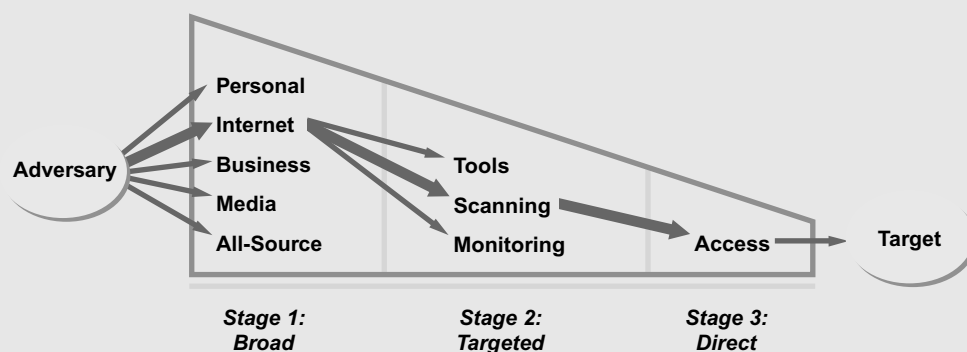 Adversary
Personal
Internet
Business
Media
All-Source
Tools
Scanning
Monitoring
Access
Target
Stage 1:
Broad
Stage 2:
Targeted
Stage 3:
Direct